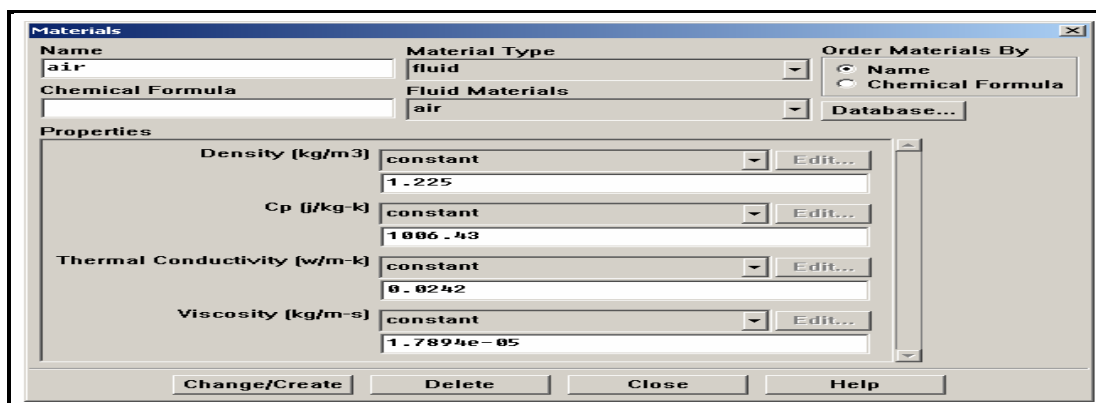 Materials
Name
air
Material Type
fluid
Order Materials By
Name
Chemical Formula
Chemical Formula
Fluid Materials
air
Database...
Properties
Density (kg/m3) constant Edit...
1.225
Cp (j/kg-k) constant Edit...
1006.43
Thermal Conductivity (w/m-k) constant Edit...
0.0242
Viscosity (kg/m-s) constant Edit...
1.7894e-05
Change/Create Delete Close Help